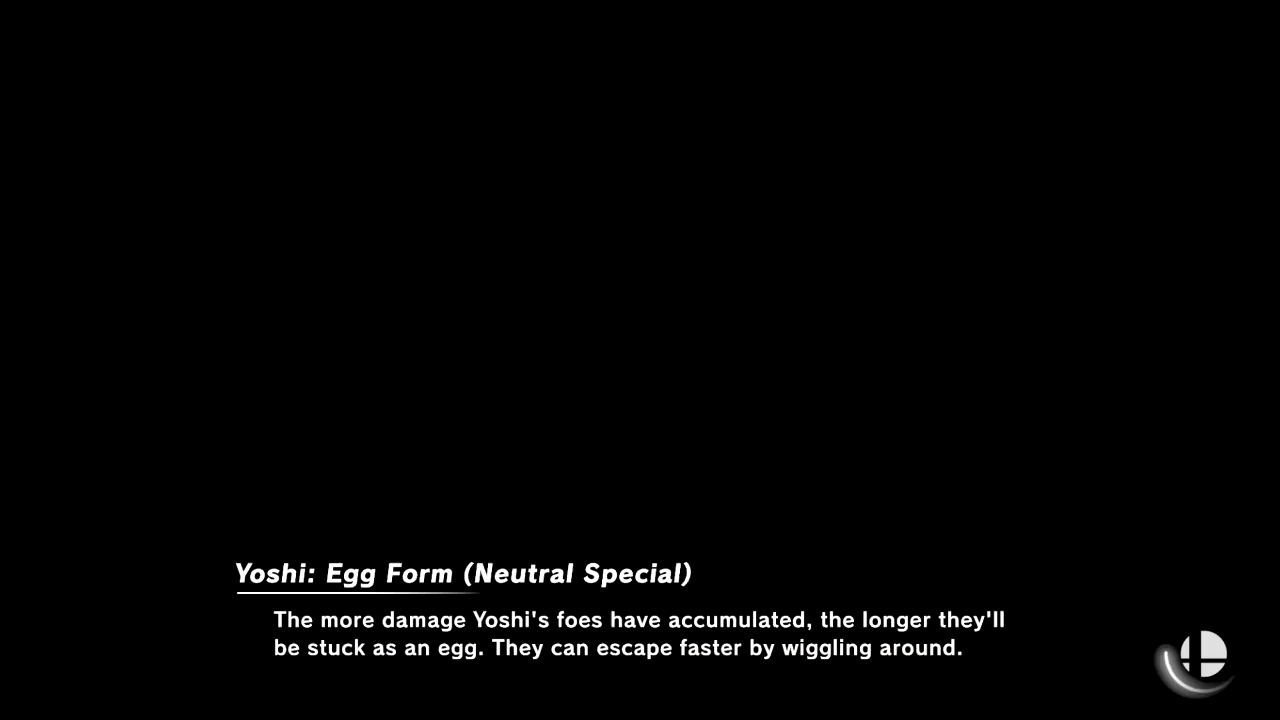 Yoshi: Egg Form (Neutral Special)
The more damage Yoshi's foes have accumulated, the longer they'll
be stuck as an egg. They can escape faster by wiggling around.